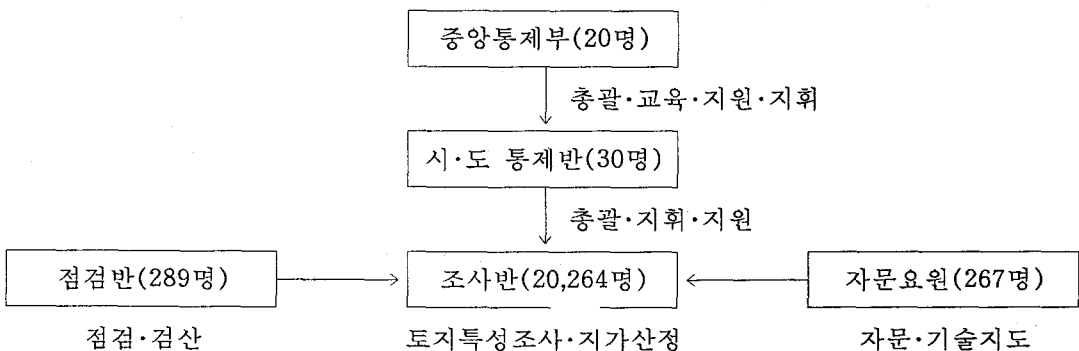 중앙통제부(20명)
총괄·교육·지원·지휘
시·도 통제반(30명)
총괄·지휘·지원
점검반(289명)
조사반(20,264명)
자문요원(267명)
점검·검산
토지특성조사·지가산정
자문·기술지도